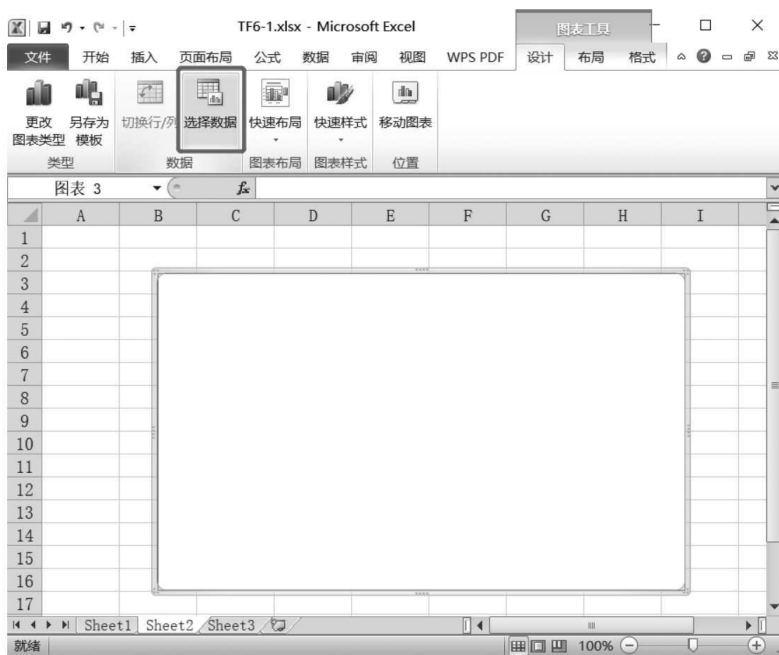 TF6-1.xlsx - Microsoft Excel
图表工具
文件 开始 插入 页面布局 公式 数据 审阅 视图 WPS PDF 设计 布局 格式
更改图表类型 另存为模板 切换行/列 选择数据 快速布局 快速样式 移动图表
类型 数据 图表布局 图表样式 位置
图表 3 fx
A B C D E F G H I
1
2
3
4
5
6
7
8
9
10
11
12
13
14
15
16
17
Sheet1 Sheet2 Sheet3
就绪 100%